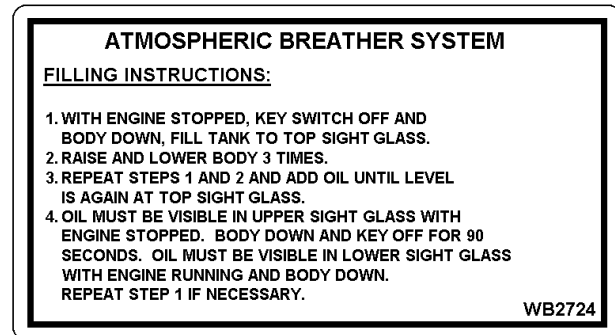 ATMOSPHERIC BREATHER SYSTEM
FILLING INSTRUCTIONS:
1. WITH ENGINE STOPPED, KEY SWITCH OFF AND
BODY DOWN, FILL TANK TO TOP SIGHT GLASS.
2. RAISE AND LOWER BODY 3 TIMES.
3. REPEAT STEPS 1 AND 2 AND ADD OIL UNTIL LEVEL
IS AGAIN AT TOP SIGHT GLASS.
4. OIL MUST BE VISIBLE IN UPPER SIGHT GLASS WITH
ENGINE STOPPED. BODY DOWN AND KEY OFF FOR 90
SECONDS. OIL MUST BE VISIBLE IN LOWER SIGHT GLASS
WITH ENGINE RUNNING AND BODY DOWN.
REPEAT STEP 1 IF NECESSARY.
WB2724